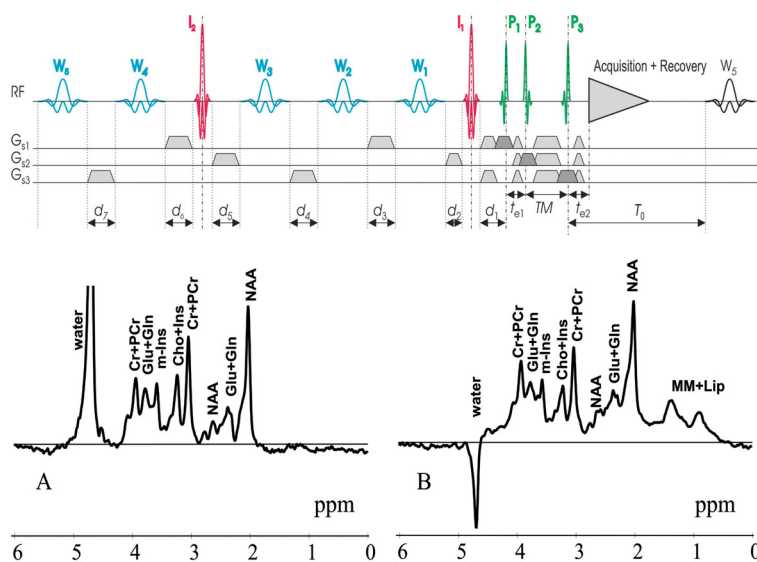 I₂ I₁ P₁ P₂ P₃
W₅ W₄ W₃ W₂ W₁ Acquisition + Recovery W₅
RF
Gₛ₁
Gₛ₂
Gₛ₃
d₇ d₆ d₅ d₄ d₃ d₂ d₁ tₑ₁ TM tₑ₂ T₀
water
Cr+PCr
Glu+Gln
m-Ins
Cho+Ins
Cr+PCr
NAA
Glu+Gln
NAA
A
ppm
6 5 4 3 2 1 0
water
Cr+PCr
Glu+Gln
m-Ins
Cho+Ins
Cr+PCr
NAA
Glu+Gln
NAA
MM+Lip
B
ppm
6 5 4 3 2 1 0